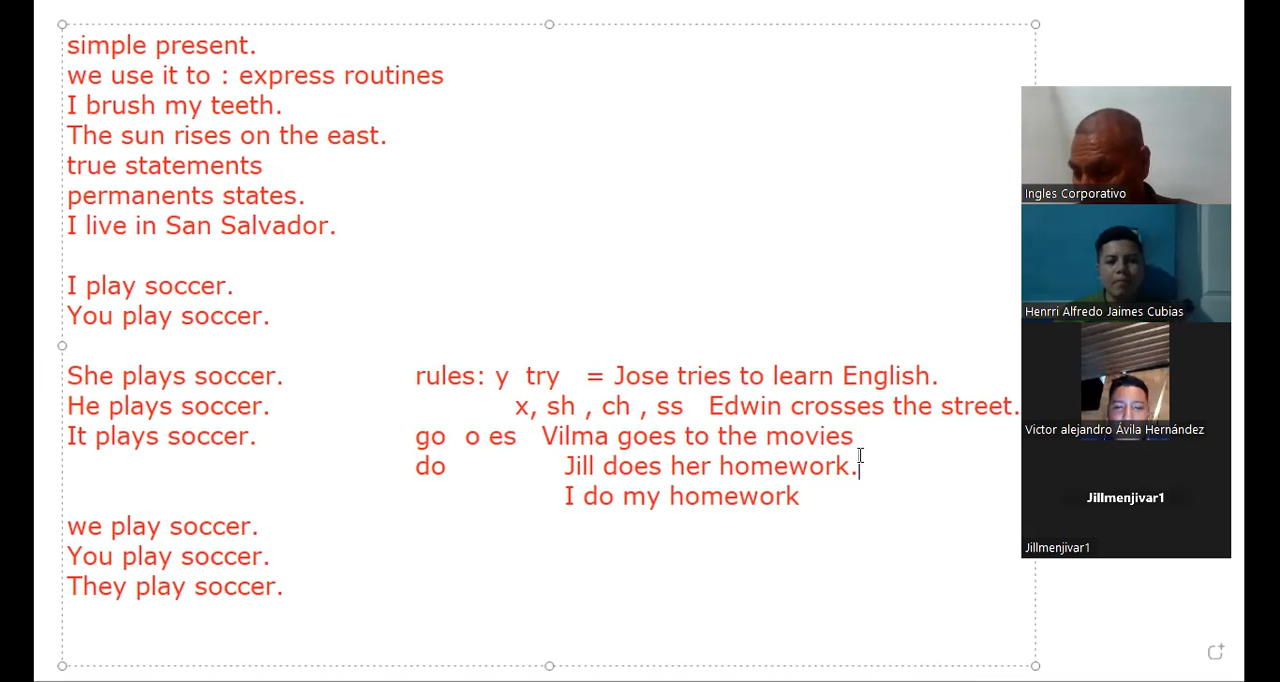 simple present.
we use it to : express routines
I brush my teeth.
The sun rises on the east.
true statements
permanents states.
I live in San Salvador.
I play soccer.
You play soccer.
She plays soccer.
He plays soccer.
It plays soccer.
rules: y  try   = Jose tries to learn English.
x, sh , ch , ss   Edwin crosses the street.
go  o es   Vilma goes to the movies
do   Jill does her homework.
I do my homework
we play soccer.
You play soccer.
They play soccer.
Ingles Corporativo
Henrri Alfredo Jaimes Cubias
Victor alejandro Ávila Hernández
Jillmenjivar1
Jillmenjivar1